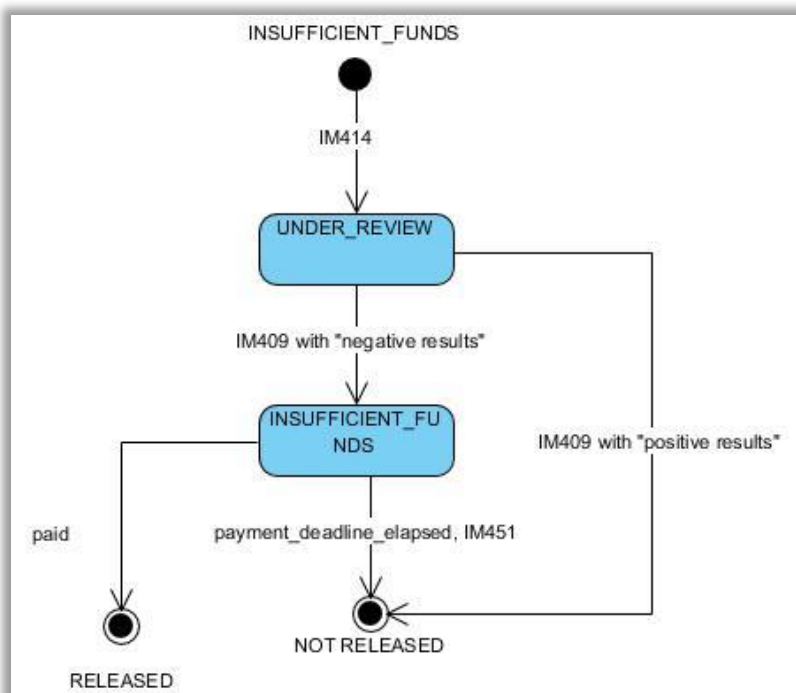 INSUFFICIENT_FUNDS
IM414
UNDER_REVIEW
IM409 with "negative results"
INSUFFICIENT_FU
NDS
IM409 with "positive results"
paid
payment_deadline_elapsed, IM451
NOT RELEASED
RELEASED